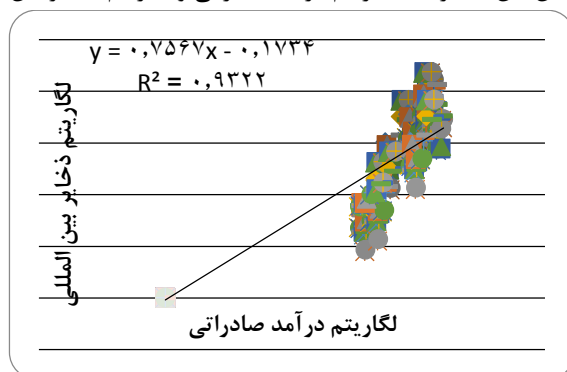 y = ۰,۷۵۶۷x - ۰,۱۷۳۴
R² = ۰,۹۳۲۲
لگاریتم ذخایر بین المللی
لگاریتم درآمد صادراتی